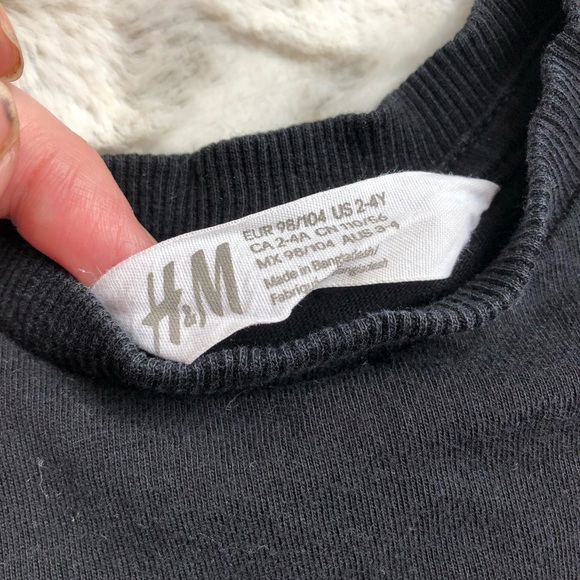 H&M
EUR 98/104 US 2-4Y
CA 2-4A CN 110/56
MX 98/104 AUS 3-4
Made in Bangladesh/